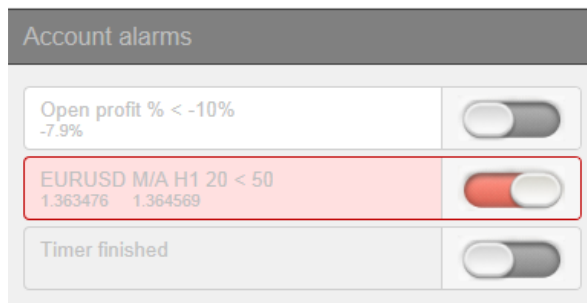 Account alarms
Open profit % < -10%
-7.9%
EURUSD M/A H1 20 < 50
1.363476 1.364569
Timer finished